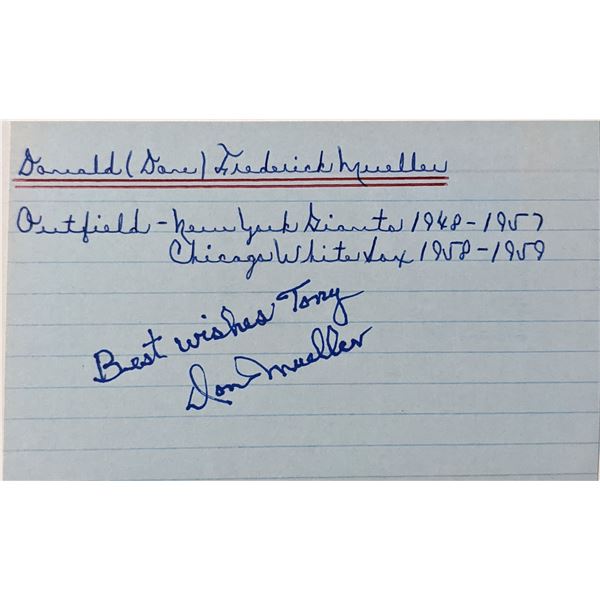 Donald (Don) Frederick Mueller
Outfield - New York Giants 1948-1957
Chicago White Sox 1958-1959
Best wishes Tony
Don Mueller